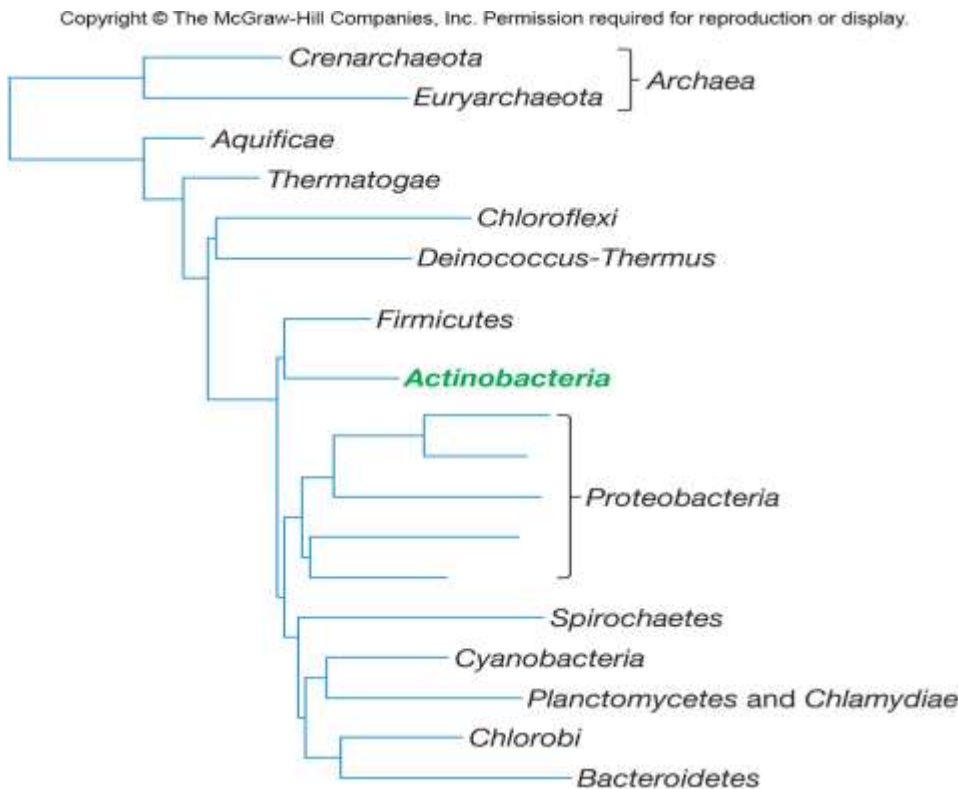 Copyright © The McGraw-Hill Companies, Inc. Permission required for reproduction or display.
Crenarchaeota
Archaea
Euryarchaeota
Aquificae
Thermatogae
Chloroflexi
Deinococcus-Thermus
Firmicutes
Actinobacteria
Proteobacteria
Spirochaetes
Cyanobacteria
Planctomycetes and Chlamydiae
Chlorobi
Bacteroidetes